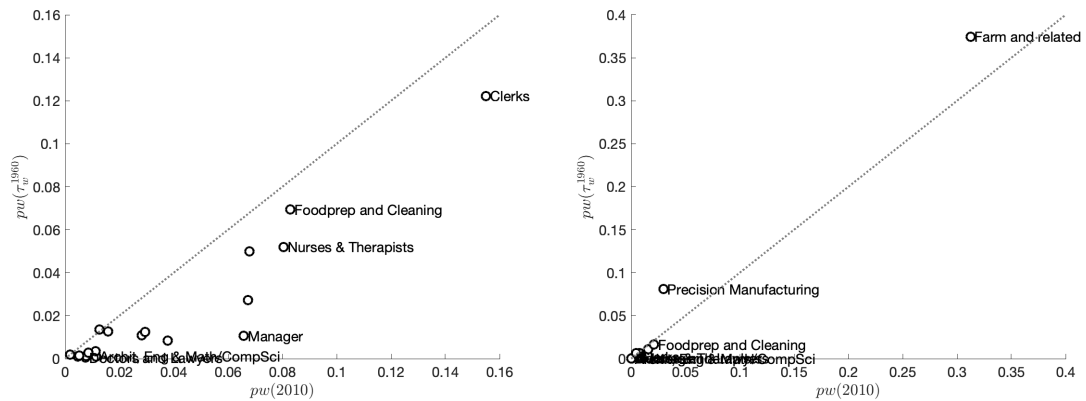 0.16
0.14
0.12
0.1
0.08
0.06
0.04
0.02
0
pw(τ_w^1960)
Clerks
Foodprep and Cleaning
Nurses & Therapists
Manager
Archit, Eng & Math/CompSci
Doctors and Lawyers
0 0.02 0.04 0.06 0.08 0.1 0.12 0.14 0.16
pw(2010)
0.4
0.35
0.3
0.25
0.2
0.15
0.1
0.05
0
pw(τ_w^1960)
Farm and related
Precision Manufacturing
Foodprep and Cleaning
CompSci
0 0.05 0.1 0.15 0.2 0.25 0.3 0.35 0.4
pw(2010)